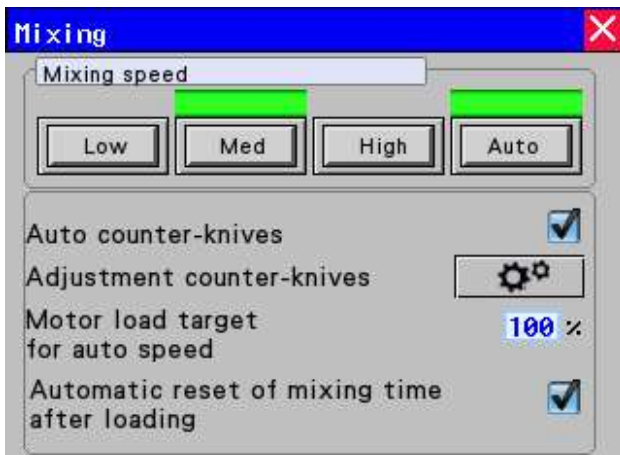 Mixing
Mixing speed
Low Med High Auto
Auto counter-knives
Adjustment counter-knives
Motor load target
for auto speed
100 %
Automatic reset of mixing time
after loading